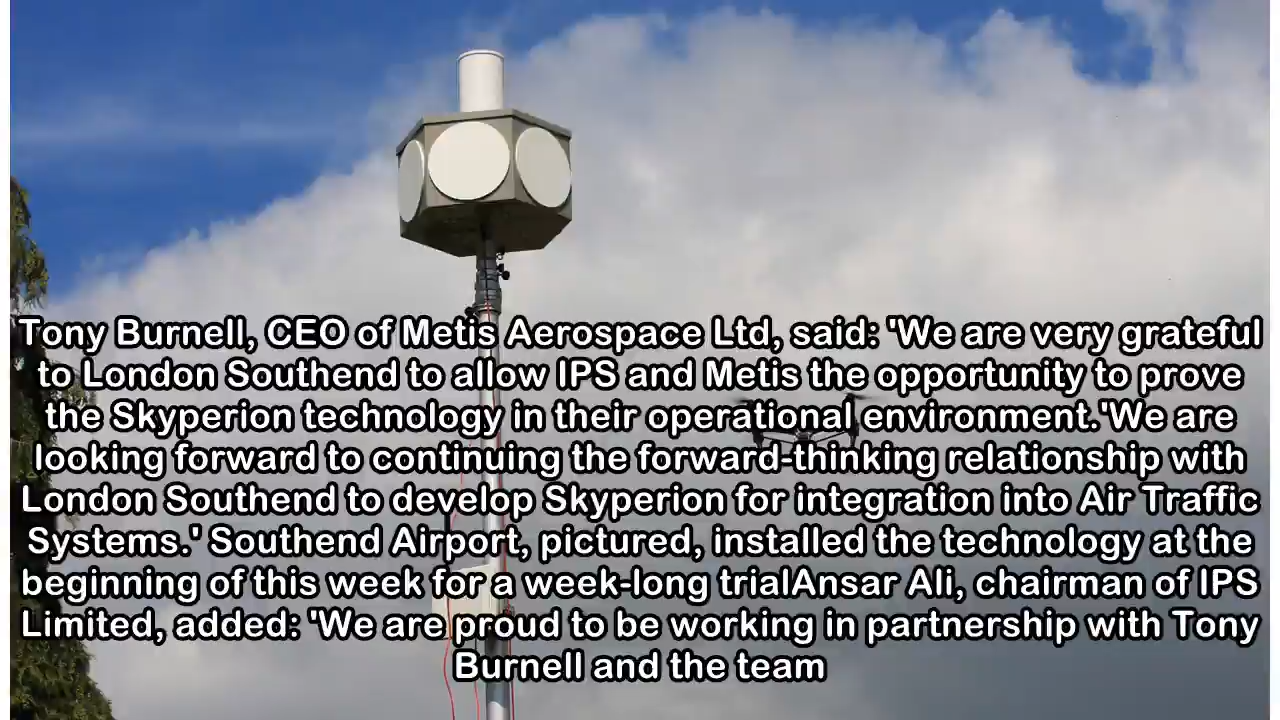 Tony Burnell, CEO of Metis Aerospace Ltd, said: 'We are very grateful
to London Southend to allow IPS and Metis the opportunity to prove
the Skyperion technology in their operational environment.'We are
looking forward to continuing the forward-thinking relationship with
London Southend to develop Skyperion for integration into Air Traffic
Systems.' Southend Airport, pictured, installed the technology at the
beginning of this week for a week-long trialAnsar Ali, chairman of IPS
Limited, added: 'We are proud to be working in partnership with Tony
Burnell and the team